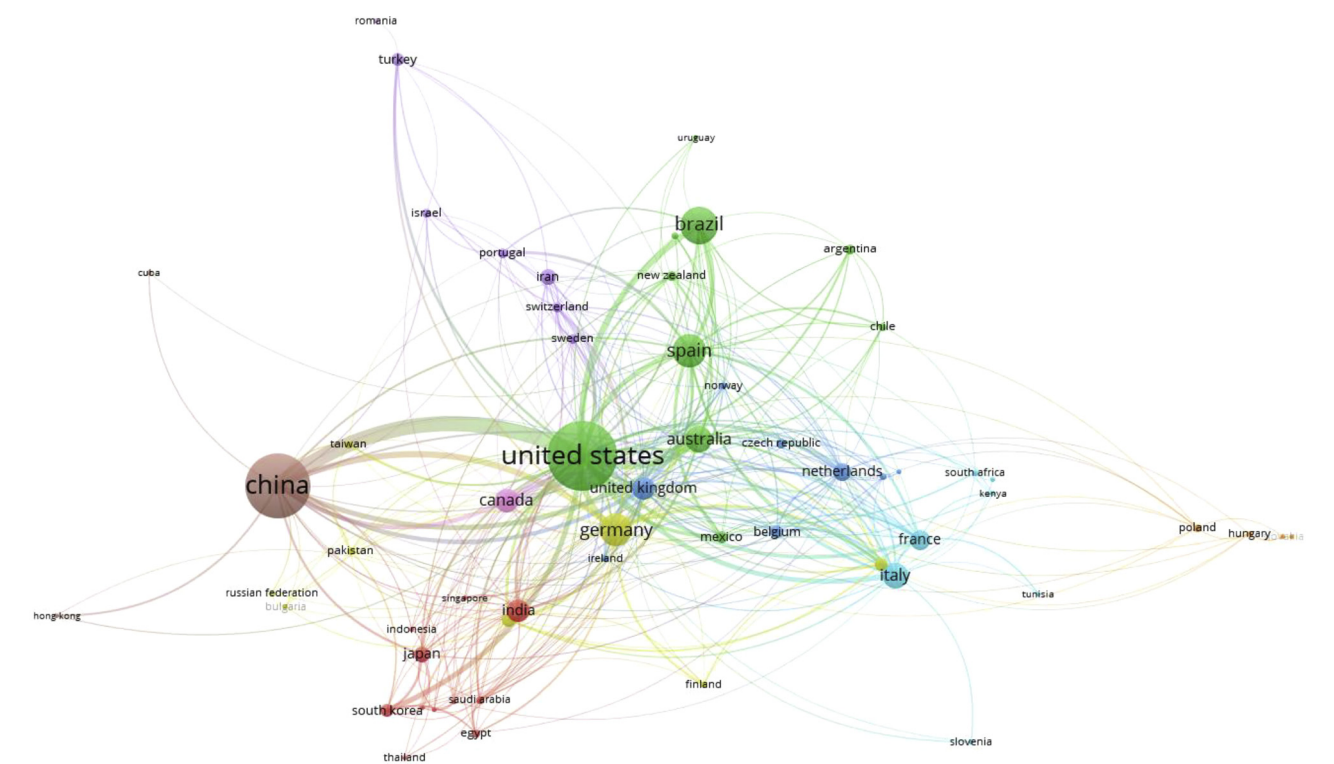 romania
turkey
uruguay
israel
brazil
portugal
argentina
cuba
iran
new zealand
switzerland
chile
sweden
spain
norway
taiwan
australia
czech republic
united states
netherlands
south africa
china
united kingdom
kenya
canada
poland
germany
belgium
hungary
mexico
france
pakistan
ireland
italy
russian federation
tunisia
singapore
bulgaria
india
hong kong
indonesia
japan
finland
saudi arabia
south korea
egypt
slovenia
thailand